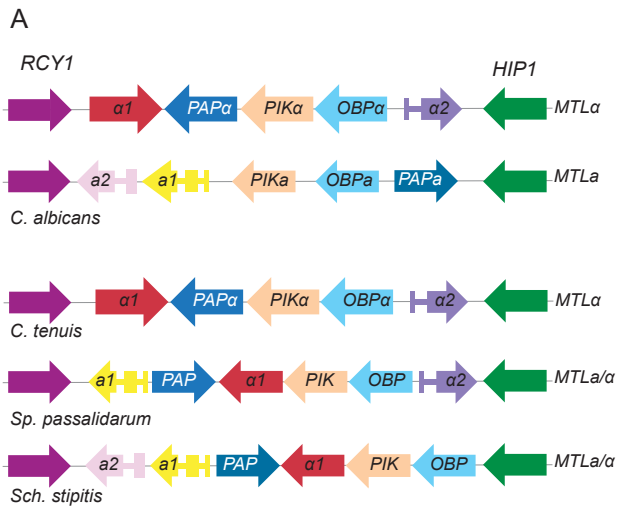 A
RCY1 HIP1
α1 PAPα PIKα OBPα α2 MTLα
a2 a1 PIKa OBPa PAPa MTLa
C. albicans
α1 PAPα PIKα OBPα α2 MTLα
C. tenuis
a1 PAP α1 PIK OBP α2 MTLa/α
Sp. passalidarum
a2 a1 PAP α1 PIK OBP MTLa/α
Sch. stipitis